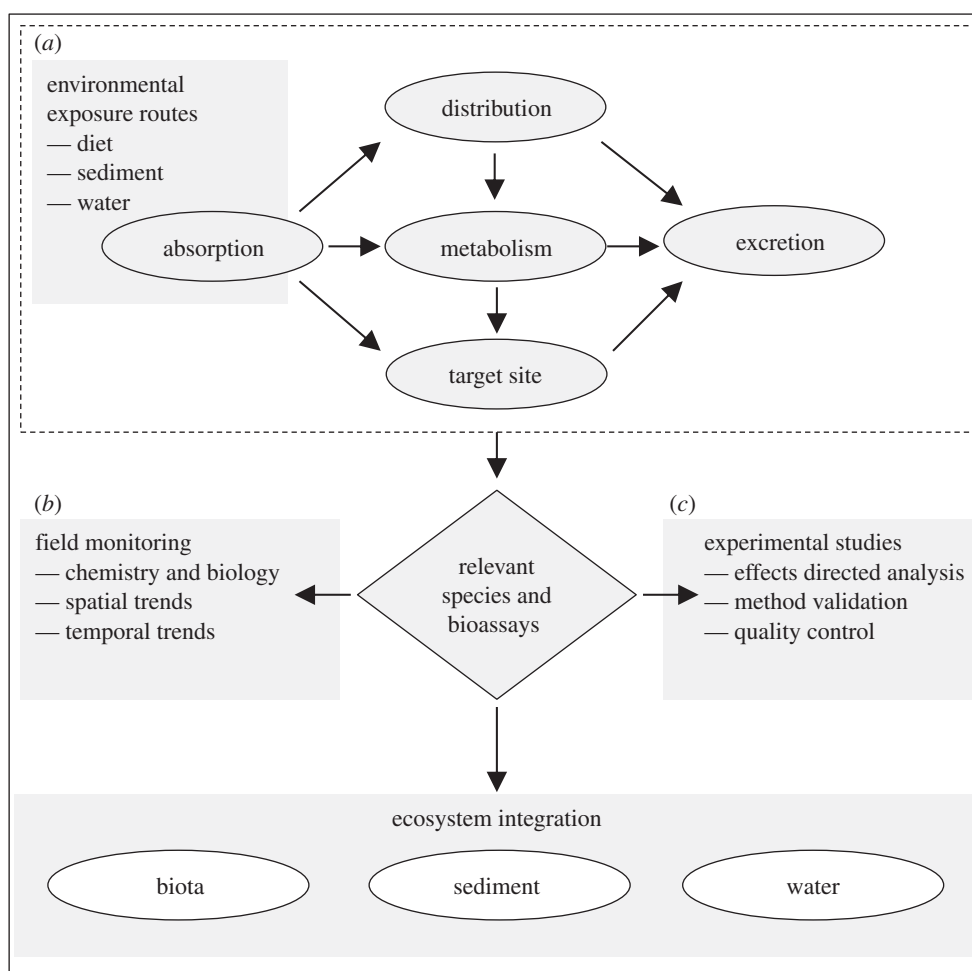 (a)
environmental
exposure routes
— diet
— sediment
— water
absorption
distribution
metabolism
target site
excretion
(b)
field monitoring
— chemistry and biology
— spatial trends
— temporal trends
relevant
species and
bioassays
(c)
experimental studies
— effects directed analysis
— method validation
— quality control
ecosystem integration
biota
sediment
water